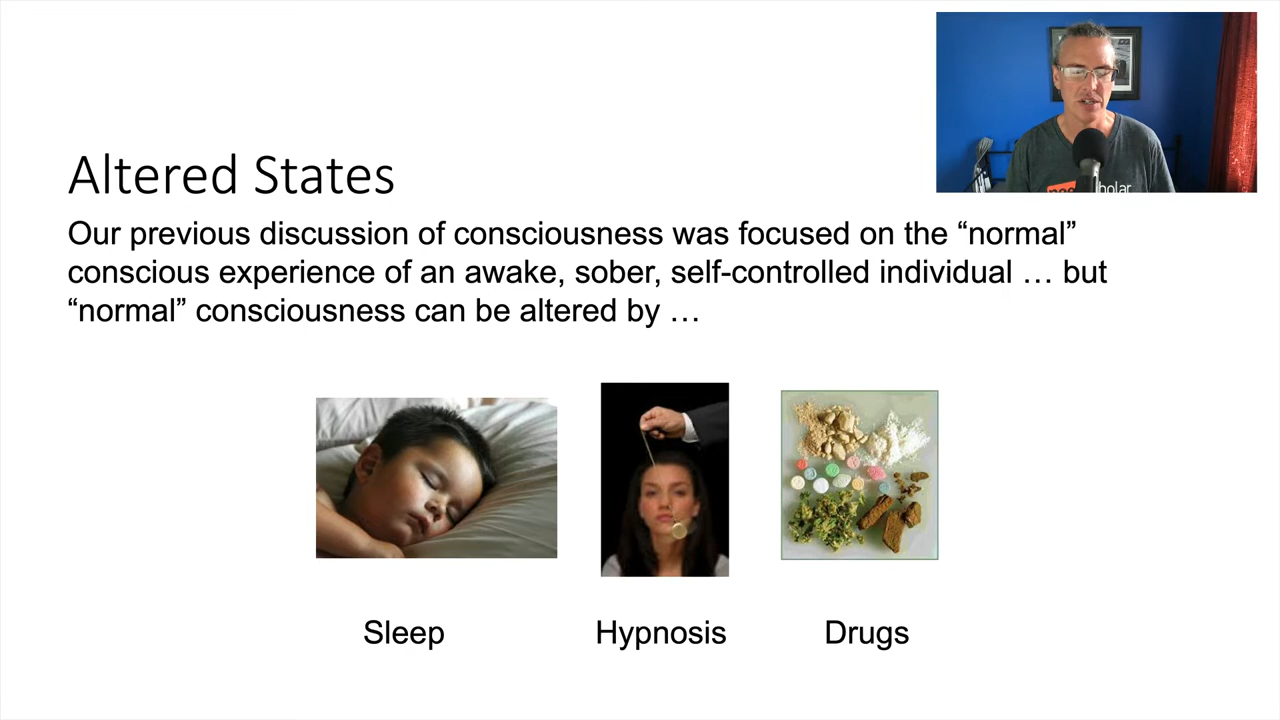 Altered States
Our previous discussion of consciousness was focused on the “normal”
conscious experience of an awake, sober, self-controlled individual … but
“normal” consciousness can be altered by …
Sleep
Hypnosis
Drugs